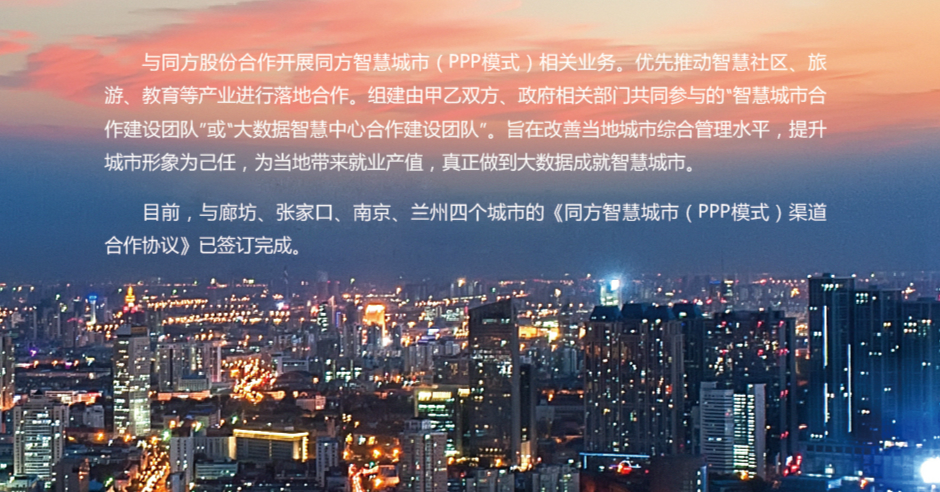 与同方股份合作开展同方智慧城市（PPP模式）相关业务。优先推动智慧社区、旅
游、教育等产业进行落地合作。组建由甲乙双方、政府相关部门共同参与的“智慧城市合
作建设团队”或“大数据智慧中心合作建设团队”。旨在改善当地城市综合管理水平，提升
城市形象为己任，为当地带来就业产值，真正做到大数据成就智慧城市。
目前，与廊坊、张家口、南京、兰州四个城市的《同方智慧城市（PPP模式）渠道
合作协议》已签订完成。